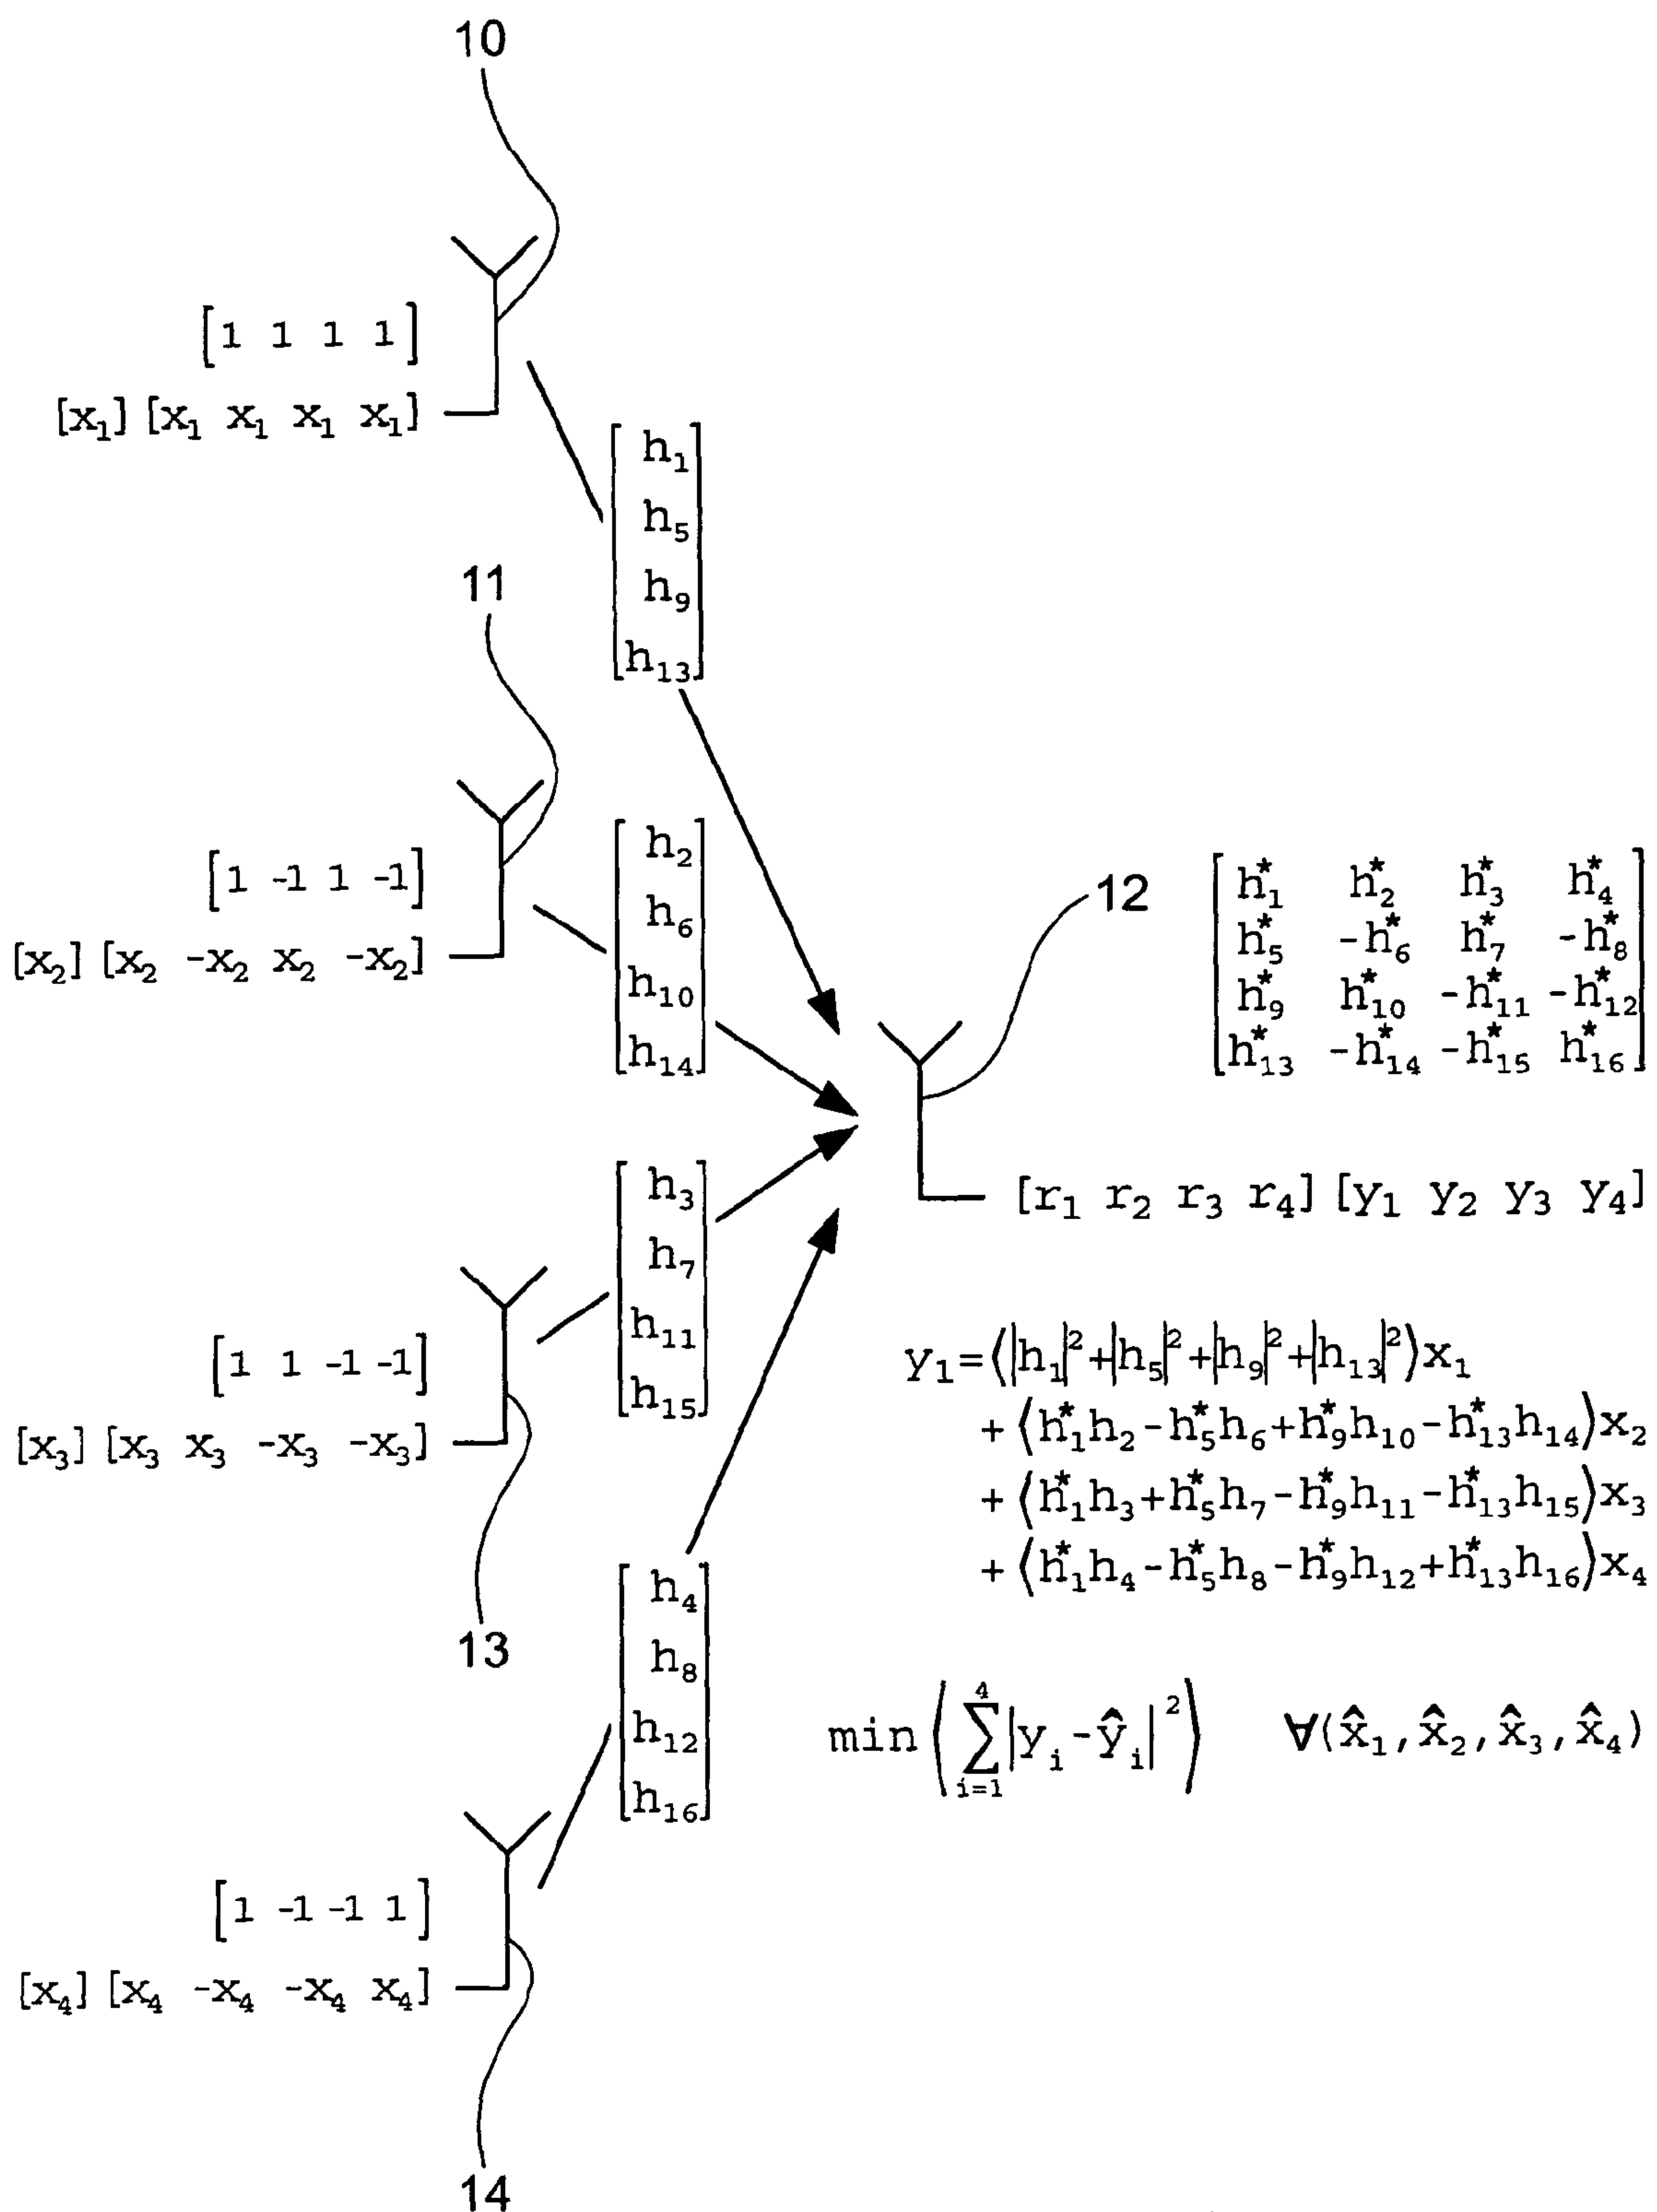 10
[1 1 1 1]
[x₁] [x₁ x₁ x₁ x₁]
[h₁
h₅
h₉
h₁₃]
11
[1 -1 1 -1]
[x₂] [x₂ -x₂ x₂ -x₂]
[h₂
h₆
h₁₀
h₁₄]
12
[h*₁ h*₂ h*₃ h*₄
h*₅ -h*₆ h*₇ -h*₈
h*₉ h*₁₀ -h*₁₁ -h*₁₂
h*₁₃ -h*₁₄ -h*₁₅ h*₁₆]
[r₁ r₂ r₃ r₄] [y₁ y₂ y₃ y₄]
[h₃
h₇
h₁₁
h₁₅]
[1 1 -1 -1]
[x₃] [x₃ x₃ -x₃ -x₃]
13
y₁=⟨|h₁|²+|h₅|²+|h₉|²+|h₁₃|²⟩x₁
+ ⟨h*₁h₂-h*₅h₆+h*₉h₁₀-h*₁₃h₁₄⟩x₂
+ ⟨h*₁h₃+h*₅h₇-h*₉h₁₁-h*₁₃h₁₅⟩x₃
+ ⟨h*₁h₄-h*₅h₈-h*₉h₁₂+h*₁₃h₁₆⟩x₄
[h₄
h₈
h₁₂
h₁₆]
min⟨∑⁴ᵢ₌₁|yᵢ-ŷᵢ|²⟩ ∀(x̂₁,x̂₂,x̂₃,x̂₄)
[1 -1 -1 1]
[x₄] [x₄ -x₄ -x₄ x₄]
14